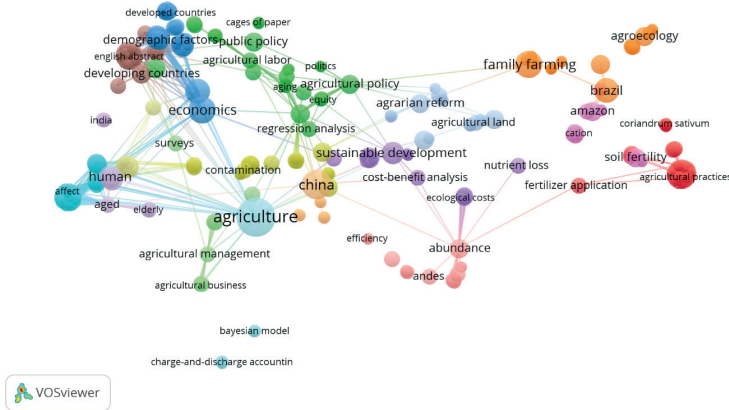 developed countries
cages of paper
demographic factors
public policy
agroecology
english abstract
agricultural labor
politics
family farming
developing countries
aging
agricultural policy
brazil
equity
agrarian reform
economics
amazon
india
regression analysis
agricultural land
coriandrum sativum
cation
surveys
sustainable development
soil fertility
contamination
nutrient loss
human
cost-benefit analysis
agricultural practices
affect
china
fertilizer application
ecological costs
aged
elderly
agriculture
efficiency
abundance
agricultural management
andes
agricultural business
bayesian model
charge-and-discharge accountin
VOSviewer